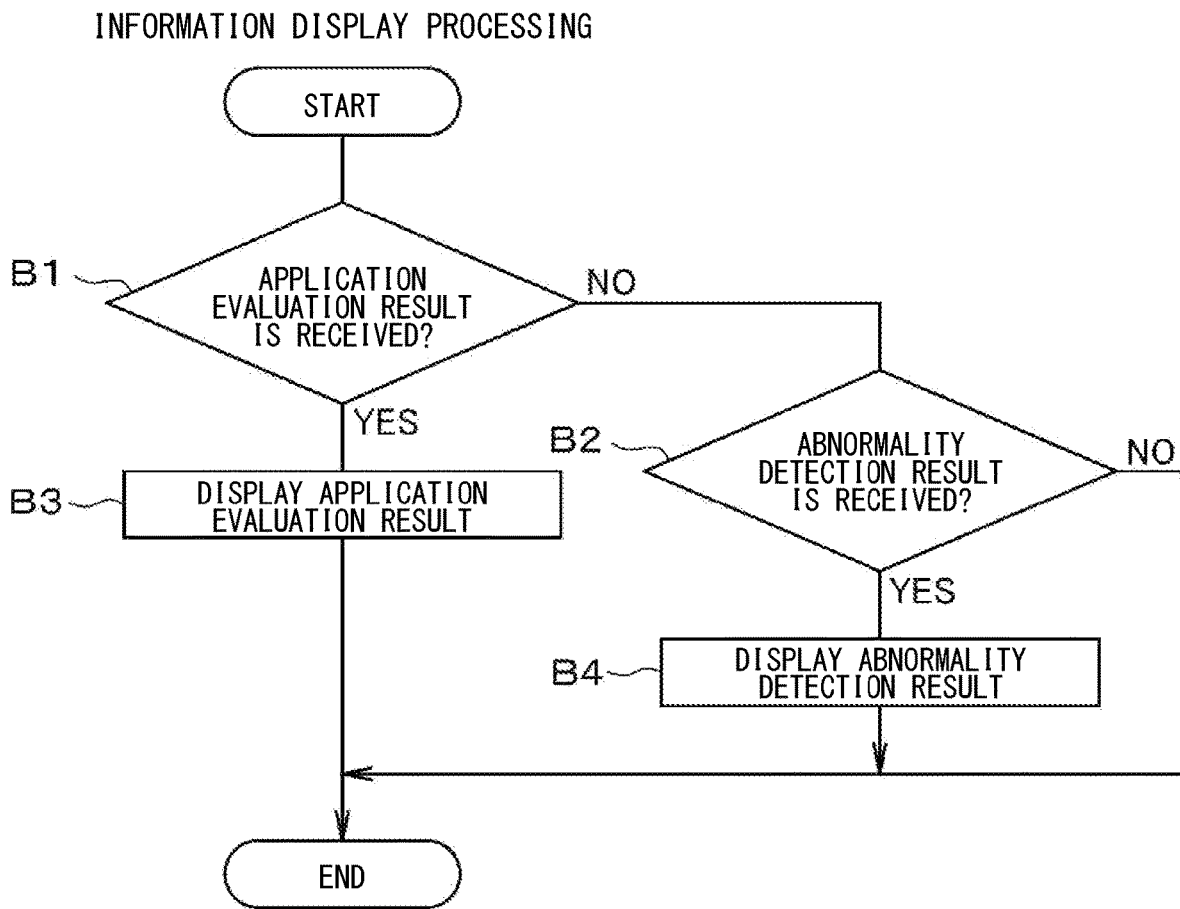 INFORMATION DISPLAY PROCESSING
START
B1
APPLICATION
EVALUATION RESULT
IS RECEIVED?
NO
YES
B2
ABNORMALITY
DETECTION RESULT
IS RECEIVED?
NO
YES
B3
DISPLAY APPLICATION
EVALUATION RESULT
B4
DISPLAY ABNORMALITY
DETECTION RESULT
END